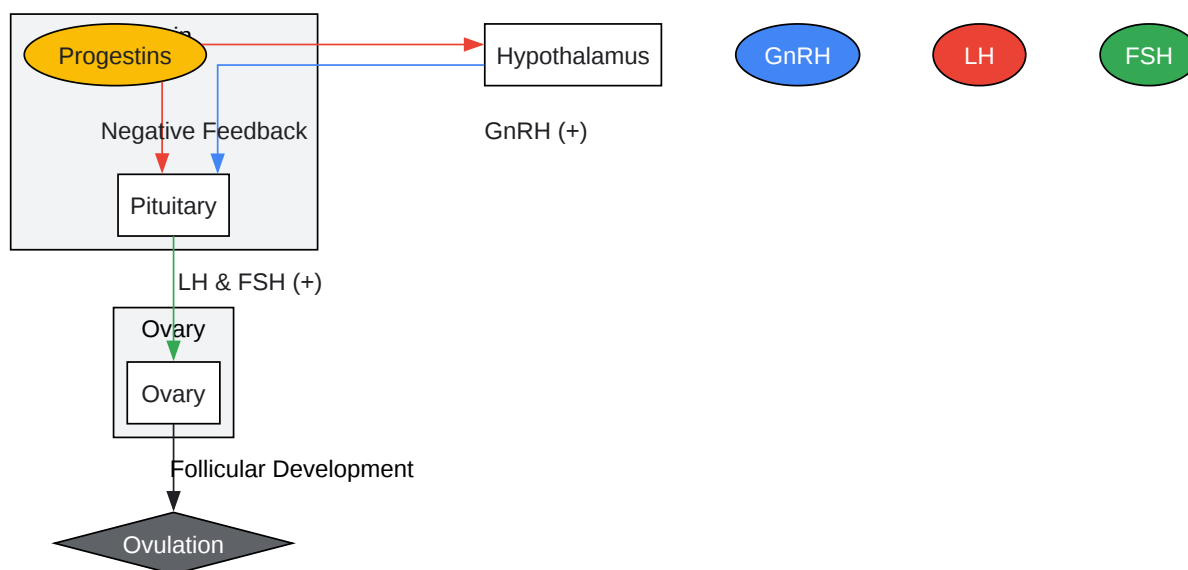 Progestins
Hypothalamus
GnRH
LH
FSH
Negative Feedback
GnRH (+)
Pituitary
LH & FSH (+)
Ovary
Ovary
Follicular Development
Ovulation